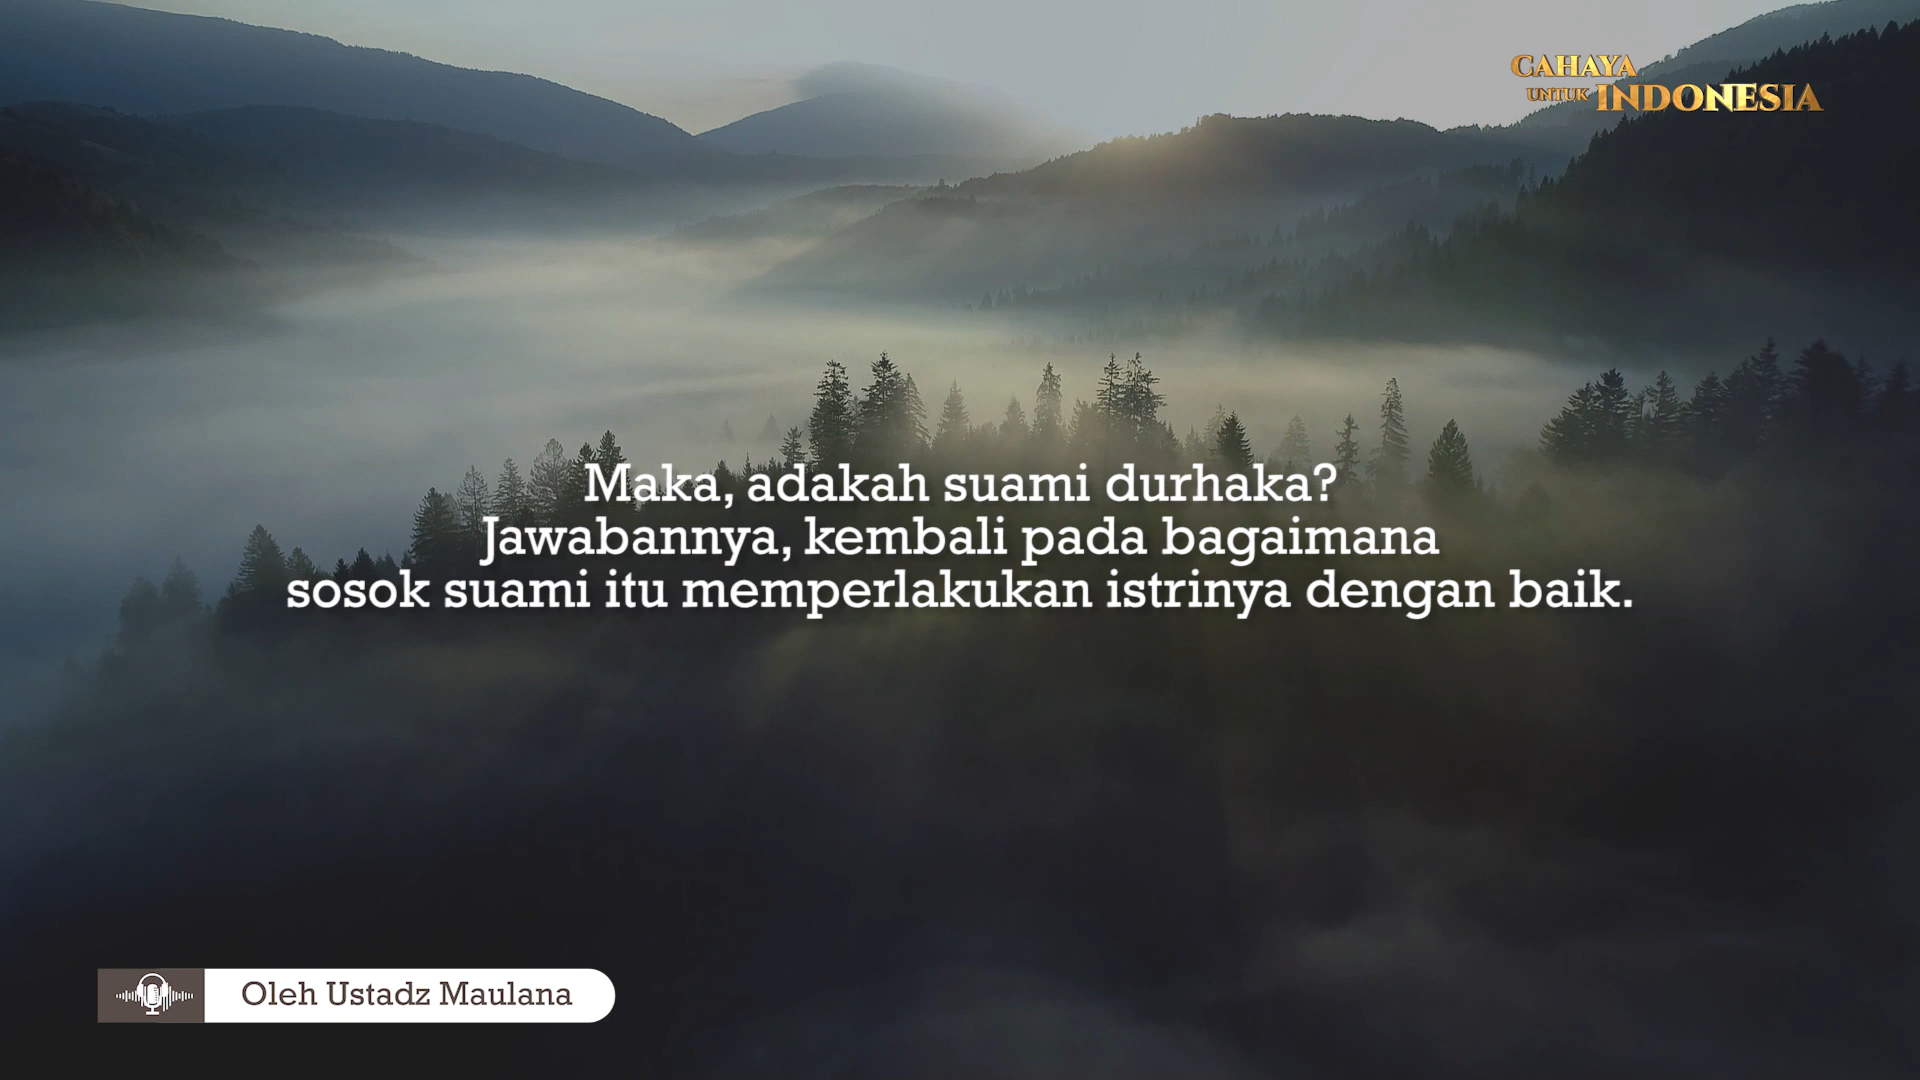 CAHAYA
UNTUK INDONESIA
Maka, adakah suami durhaka?
Jawabannya, kembali pada bagaimana
sosok suami itu memperlakukan istrinya dengan baik.
Oleh Ustadz Maulana